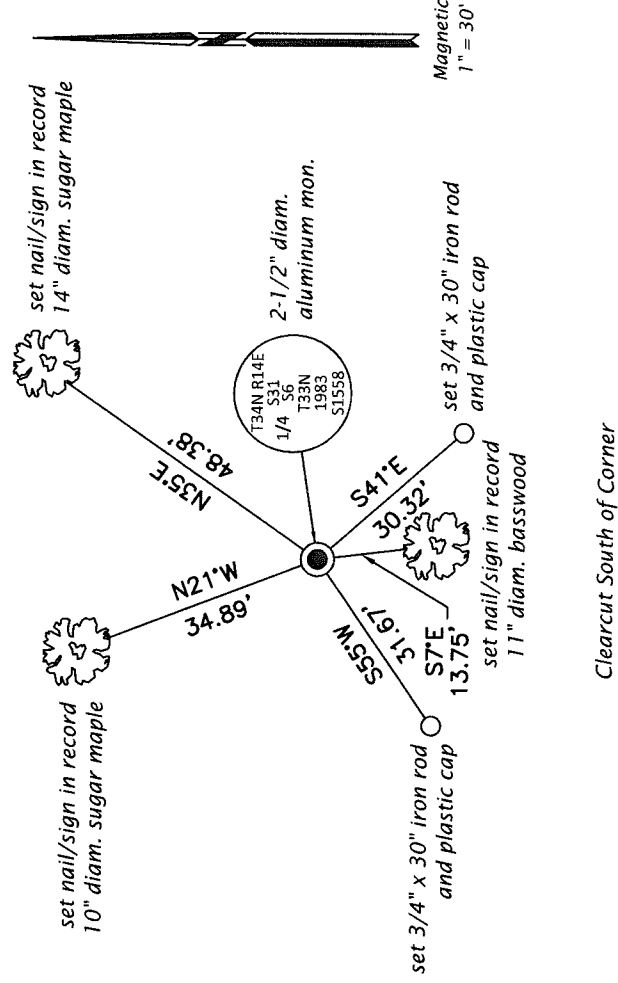 set nail/sign in record
14" diam. sugar maple
Magnetic
1" = 30'
set nail/sign in record
10" diam. sugar maple
N35°E
48.38'
N21°W
34.89'
2-1/2" diam.
aluminum mon.
T34N R14E
S31
1/4 S6
T33N
1983
S1558
S41°E
30.32'
set 3/4" x 30" iron rod
and plastic cap
S55°W
31.67'
S7°E
13.75'
set nail/sign in record
11" diam. basswood
set 3/4" x 30" iron rod
and plastic cap
Clearcut South of Corner